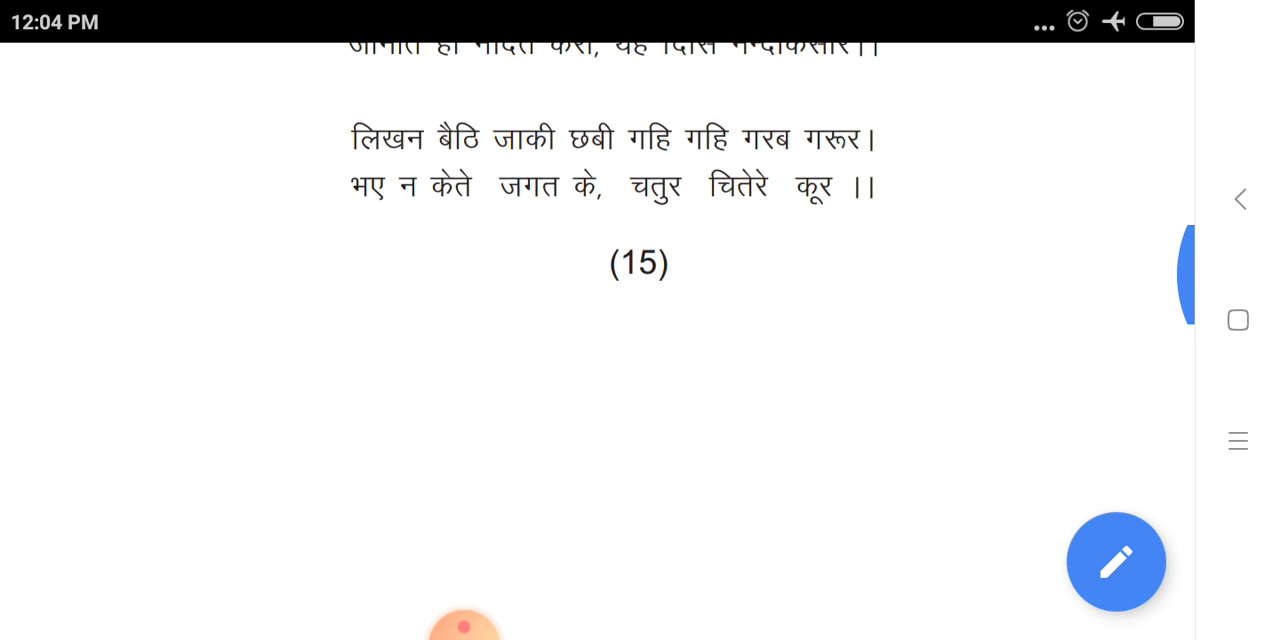 12:04 PM
लिखन बैठि जाकी छबी गहि गहि गरब गरूर।
भए न केते जगत के, चतुर चितेरे कूर ।।
(15)